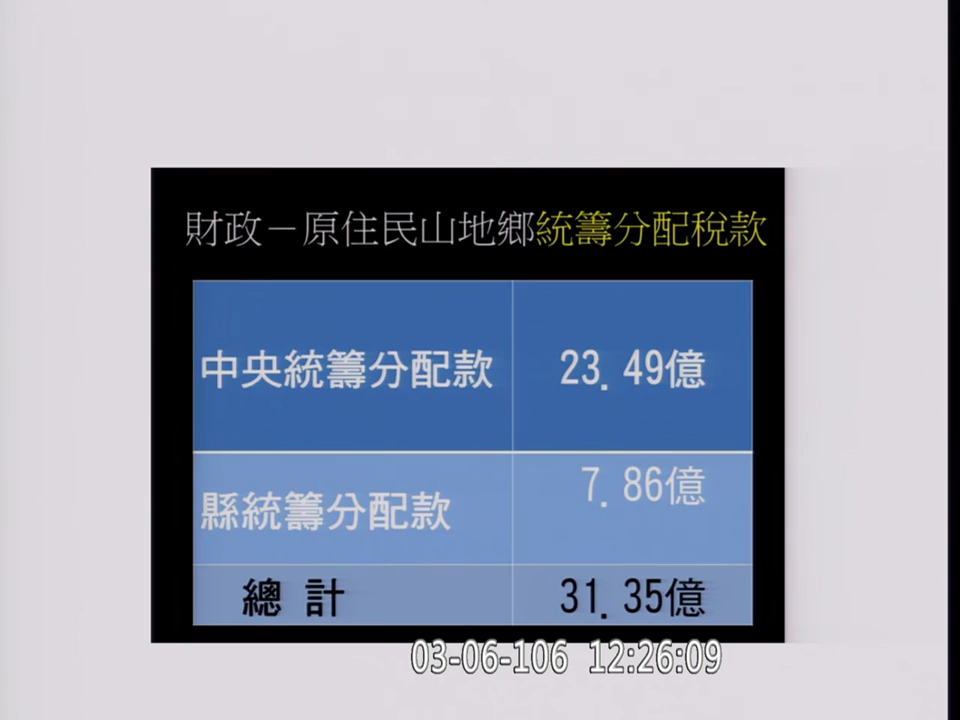 財政－原住民山地鄉統籌分配稅款
中央統籌分配款 23.49億
縣統籌分配款 7.86億
總 計 31.35億
03-06-106 12:26:09